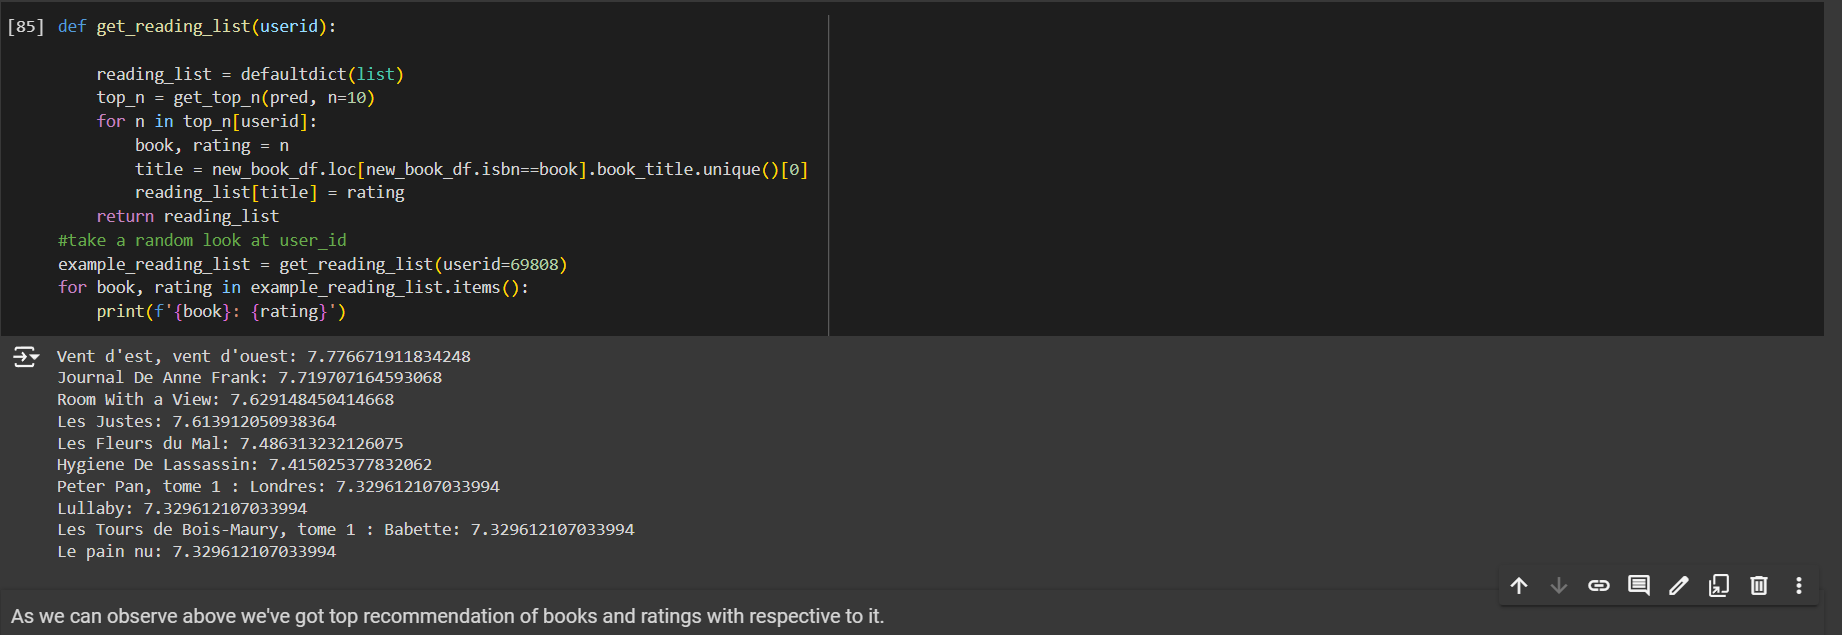 [85] def get_reading_list(userid):
reading_list = defaultdict(list)
top_n = get_top_n(pred, n=10)
for n in top_n[userid]:
book, rating = n
title = new_book_df.loc[new_book_df.isbn==book].book_title.unique()[0]
reading_list[title] = rating
return reading_list
#take a random look at user_id
example_reading_list = get_reading_list(userid=69808)
for book, rating in example_reading_list.items():
print(f'{book}: {rating}')
Vent d'est, vent d'ouest: 7.776671911834248
Journal De Anne Frank: 7.719707164593068
Room With a View: 7.629148450414668
Les Justes: 7.613912050938364
Les Fleurs du Mal: 7.486313232126075
Hygiene De Lassassin: 7.415025377832062
Peter Pan, tome 1 : Londres: 7.329612107033994
Lullaby: 7.329612107033994
Les Tours de Bois-Maury, tome 1 : Babette: 7.329612107033994
Le pain nu: 7.329612107033994
As we can observe above we've got top recommendation of books and ratings with respective to it.